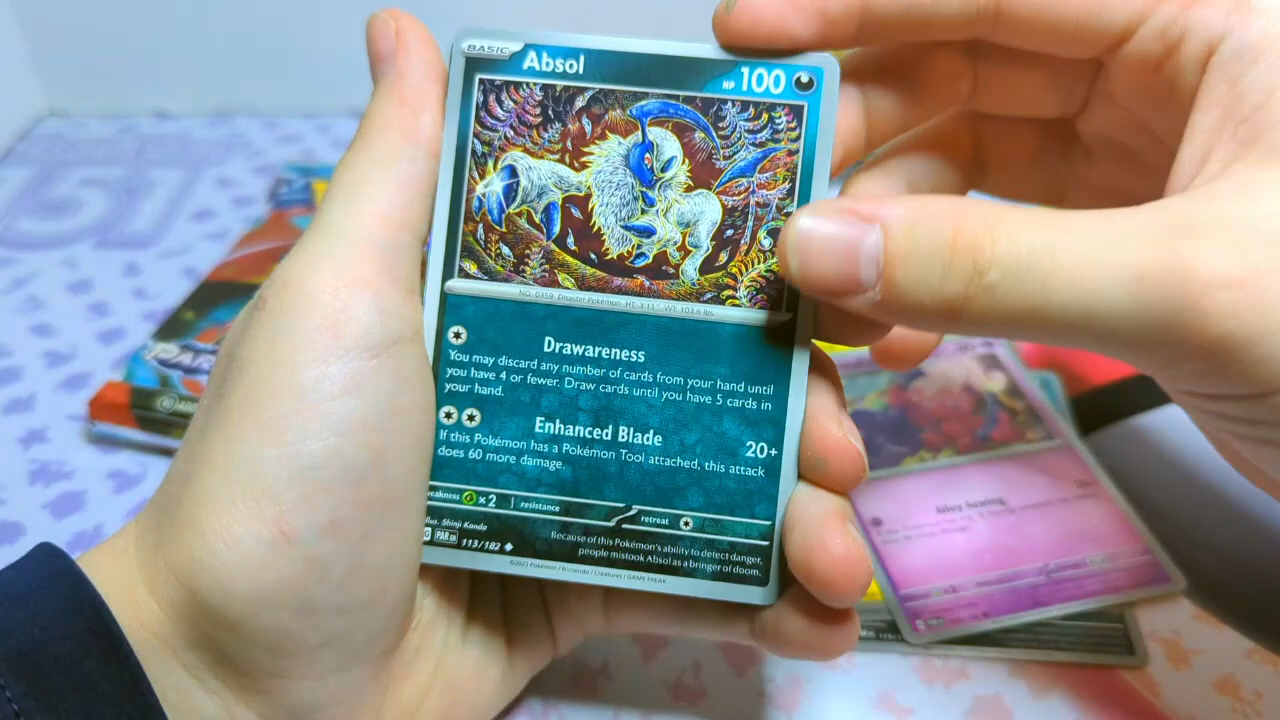 BASIC
Absol
HP 100
NO. 0359 Disaster Pokémon HT: 3'11" WT: 103.6 lbs.
Drawareness
You may discard any number of cards from your hand until
you have 4 or fewer. Draw cards until you have 5 cards in
your hand.
Enhanced Blade 20+
If this Pokémon has a Pokémon Tool attached, this attack
does 60 more damage.
eakness ×2 resistance
retreat
llus. Shinji Kanda
G PAR EN 113/182
Because of this Pokémon's ability to detect danger,
people mistook Absol as a bringer of doom.
©2023 Pokémon / Nintendo / Creatures / GAME FREAK
151